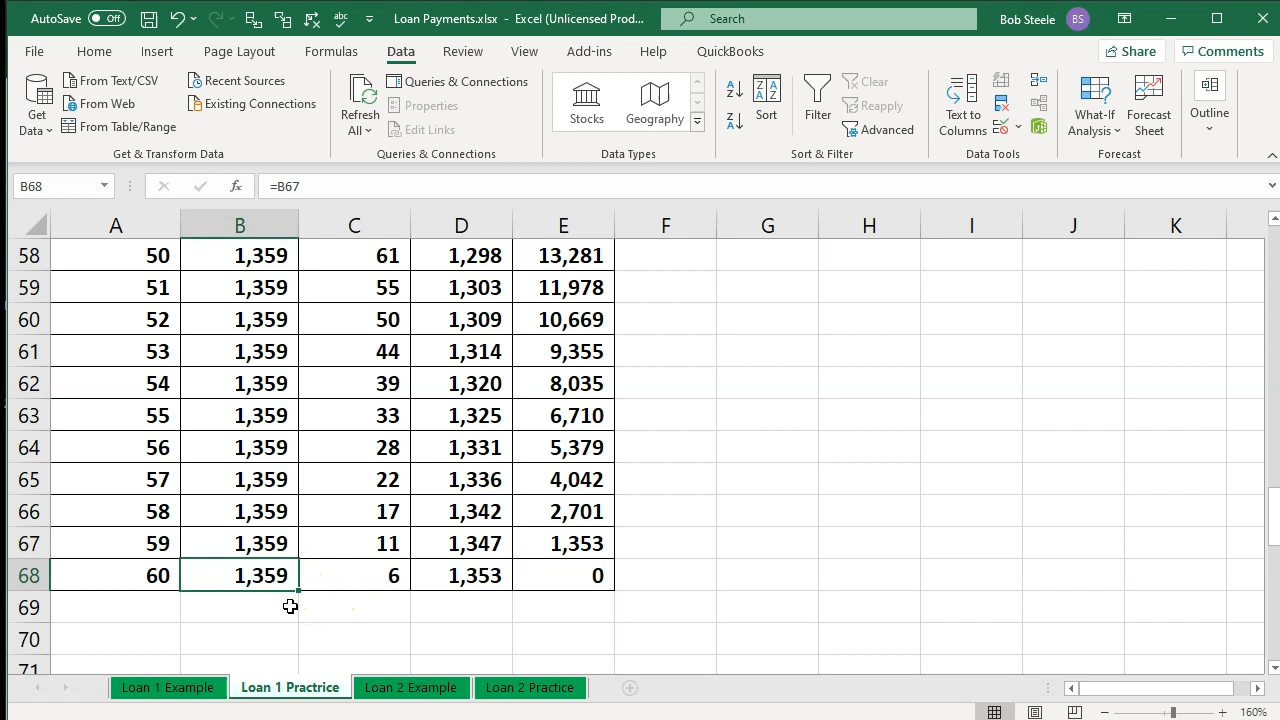 AutoSave Off Loan Payments.xlsx - Excel (Unlicensed Prod... Search Bob Steele BS
File Home Insert Page Layout Formulas Data Review View Add-ins Help QuickBooks Share Comments
Get Data
From Text/CSV
From Web
From Table/Range
Recent Sources
Existing Connections
Get & Transform Data
Refresh All
Queries & Connections
Properties
Edit Links
Queries & Connections
Stocks Geography
Data Types
Sort
Filter
Clear
Reapply
Advanced
Sort & Filter
Text to Columns
Data Tools
What-If Analysis
Forecast Sheet
Forecast
Outline
B68 fx =B67
A B C D E F G H I J K
58 50 1,359 61 1,298 13,281
59 51 1,359 55 1,303 11,978
60 52 1,359 50 1,309 10,669
61 53 1,359 44 1,314 9,355
62 54 1,359 39 1,320 8,035
63 55 1,359 33 1,325 6,710
64 56 1,359 28 1,331 5,379
65 57 1,359 22 1,336 4,042
66 58 1,359 17 1,342 2,701
67 59 1,359 11 1,347 1,353
68 60 1,359 6 1,353 0
69
70
71
Loan 1 Example Loan 1 Practrice Loan 2 Example Loan 2 Practice
160%